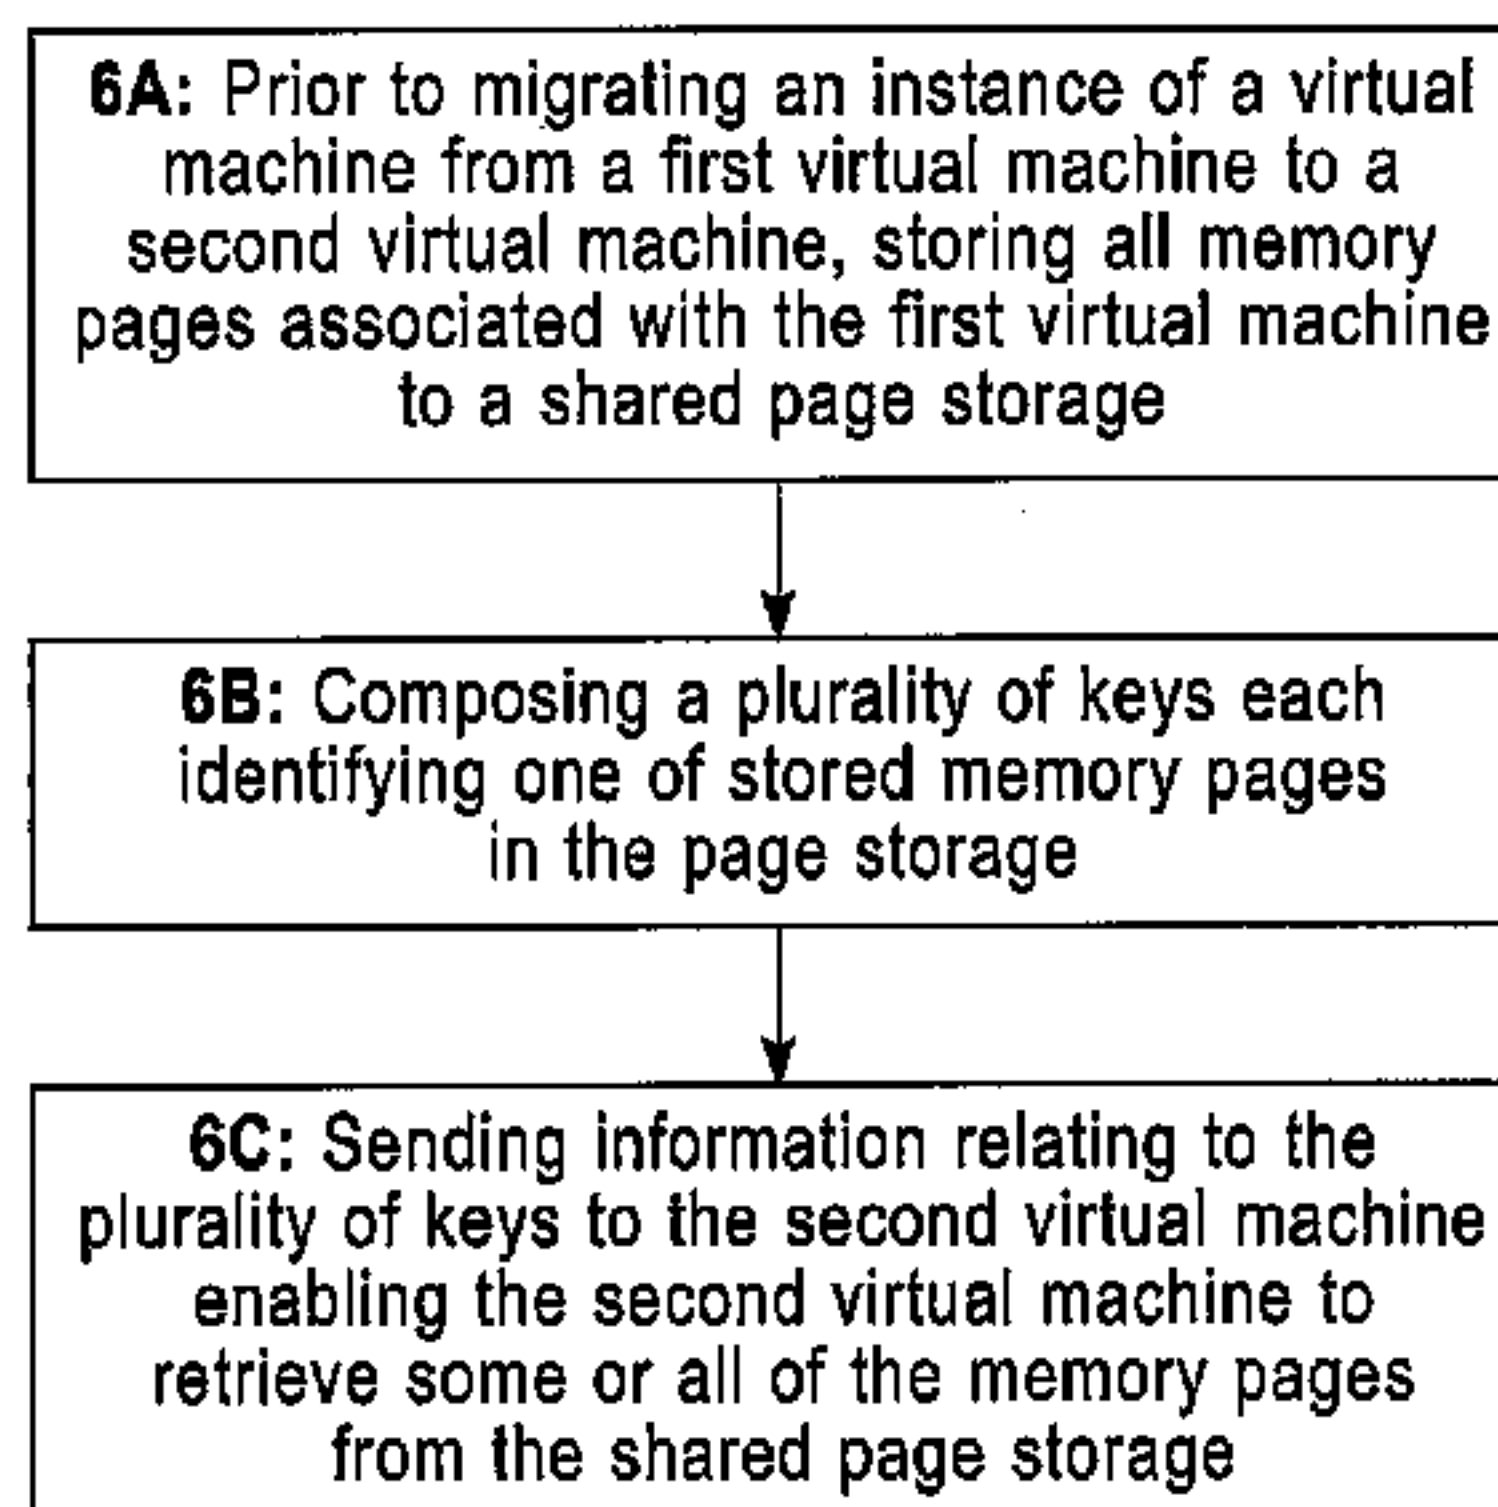 6A: Prior to migrating an instance of a virtual
machine from a first virtual machine to a
second virtual machine, storing all memory
pages associated with the first virtual machine
to a shared page storage
6B: Composing a plurality of keys each
identifying one of stored memory pages
in the page storage
6C: Sending information relating to the
plurality of keys to the second virtual machine
enabling the second virtual machine to
retrieve some or all of the memory pages
from the shared page storage